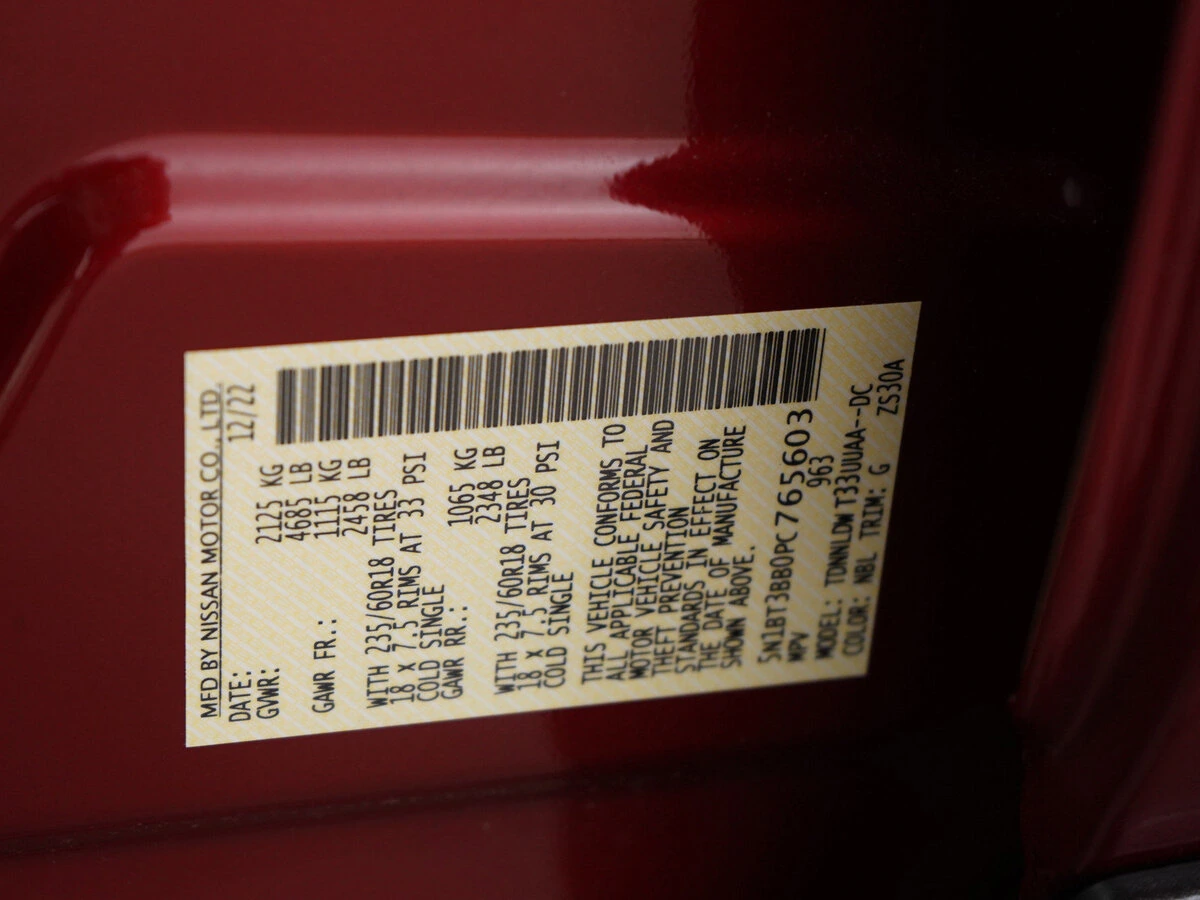 MFD BY NISSAN MOTOR CO., LTD.
DATE: 12/22
GVWR: 2125 KG
4685 LB
GAWR FR.: 1115 KG
2458 LB
WITH 235/60R18 TIRES
18 X 7.5 RIMS AT 33 PSI
COLD SINGLE
GAWR RR.: 1065 KG
2348 LB
WITH 235/60R18 TIRES
18 X 7.5 RIMS AT 30 PSI
COLD SINGLE
THIS VEHICLE CONFORMS TO
ALL APPLICABLE FEDERAL
MOTOR VEHICLE SAFETY AND
THEFT PREVENTION
STANDARDS IN EFFECT ON
THE DATE OF MANUFACTURE
SHOWN ABOVE.
5N1BT3BB0PC765603
MPV 963
MODEL: TDNNLDWT33UUAA--DC
COLOR: NBL TRIM: G ZS30A